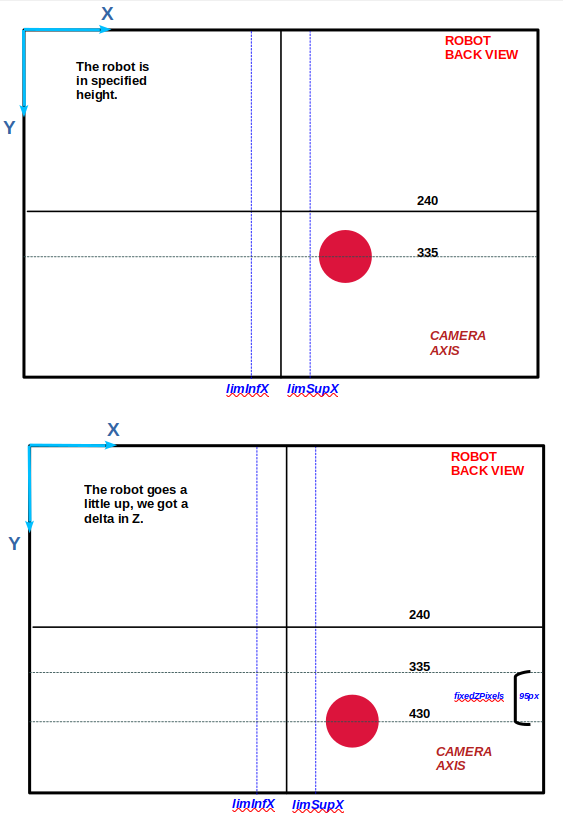 X
ROBOT
BACK VIEW
The robot is
in specified
height.
Y
240
335
CAMERA
AXIS
limInfX limSupX
X
ROBOT
BACK VIEW
The robot goes a
little up, we got a
delta in Z.
Y
240
335
fixedZPixels 95px
430
CAMERA
AXIS
limInfX limSupX